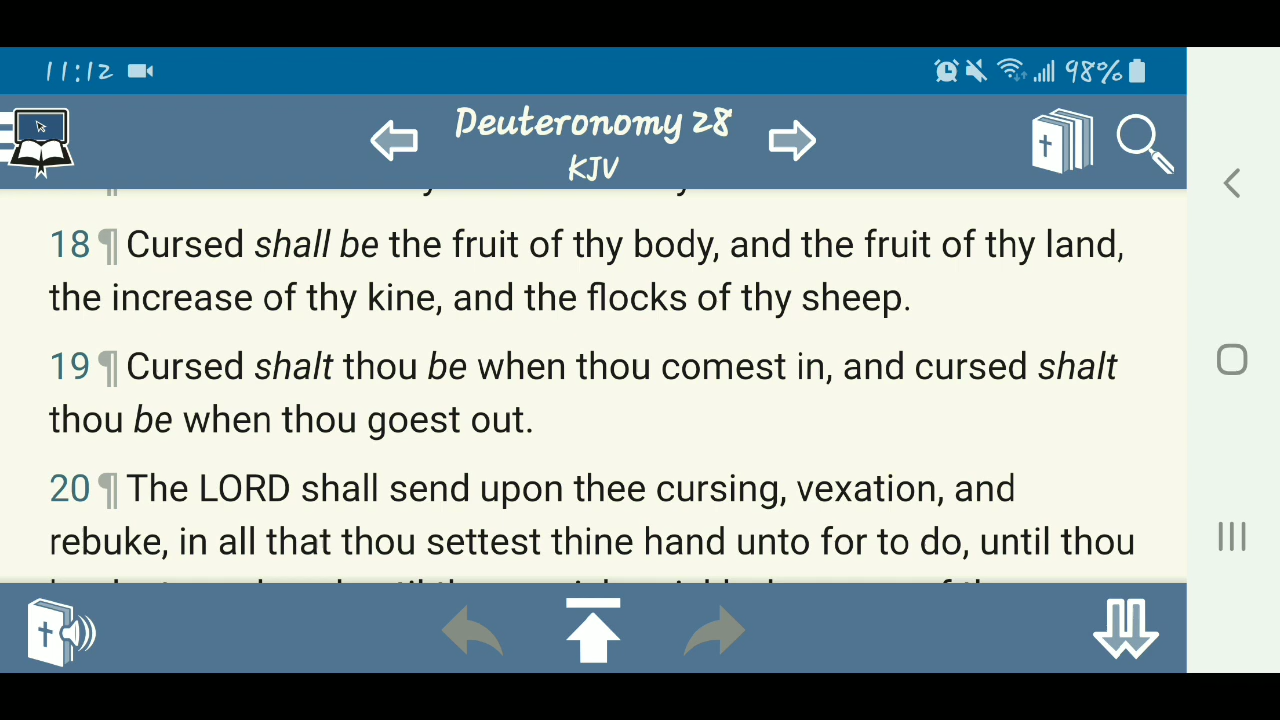 11:12 98%
Deuteronomy 28
KJV
18 ¶ Cursed shall be the fruit of thy body, and the fruit of thy land,
the increase of thy kine, and the flocks of thy sheep.
19 ¶ Cursed shalt thou be when thou comest in, and cursed shalt
thou be when thou goest out.
20 ¶ The LORD shall send upon thee cursing, vexation, and
rebuke, in all that thou settest thine hand unto for to do, until thou